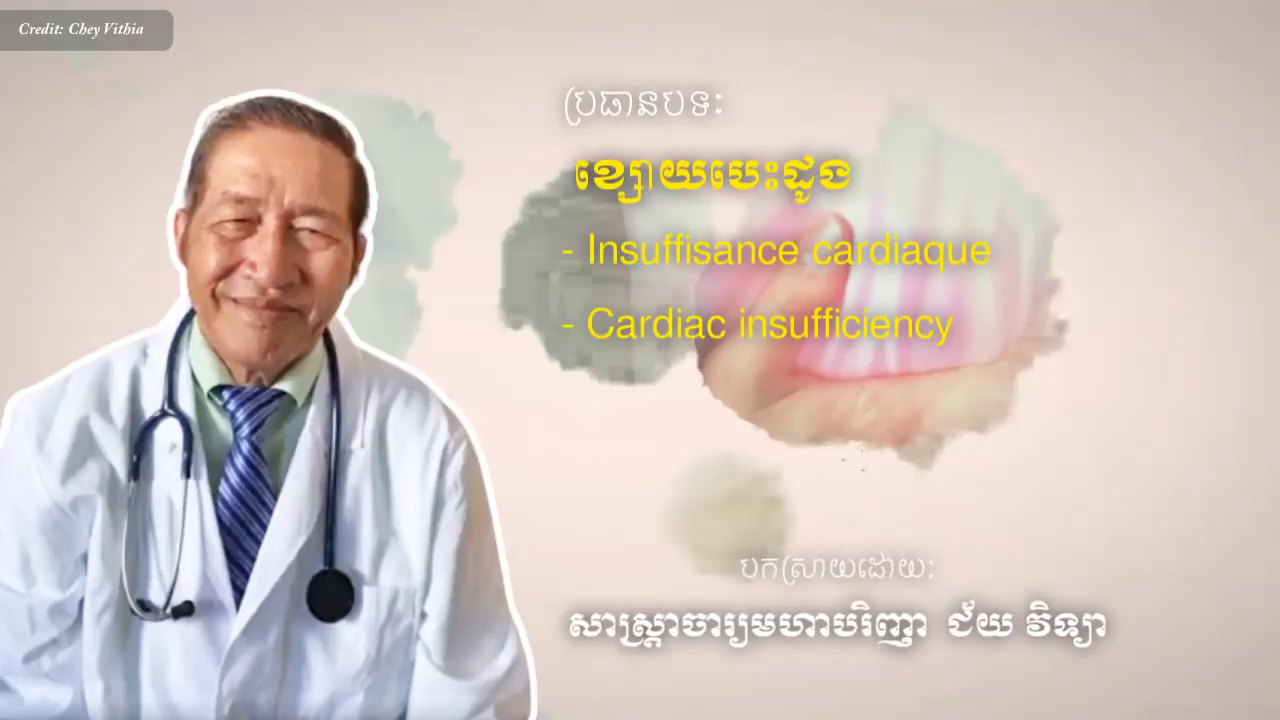 Credit: Chey Vithia
ប្រធានបទ:
ខ្សោយបេះដូង
- Insuffisance cardiaque
- Cardiac insufficiency
បកស្រាយដោយ:
សាស្ត្រាចារ្យមហាបរិញ្ញា ជ័យ វិទ្យា